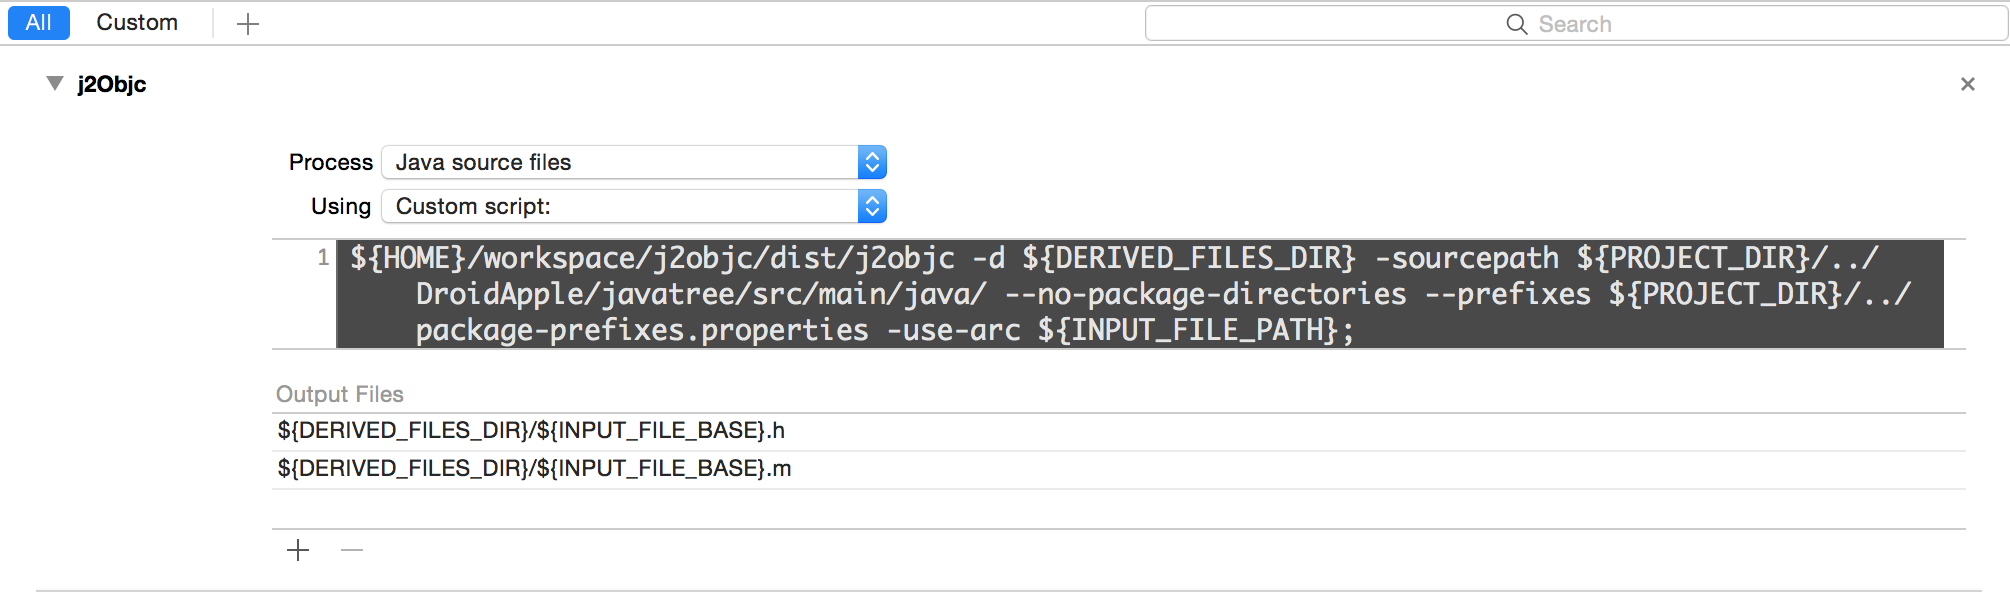 All Custom Search
j2Objc
Process Java source files
Using Custom script:
1 ${HOME}/workspace/j2objc/dist/j2objc -d ${DERIVED_FILES_DIR} -sourcepath ${PROJECT_DIR}/../
DroidApple/javatree/src/main/java/ --no-package-directories --prefixes ${PROJECT_DIR}/../
package-prefixes.properties -use-arc ${INPUT_FILE_PATH};
Output Files
${DERIVED_FILES_DIR}/${INPUT_FILE_BASE}.h
${DERIVED_FILES_DIR}/${INPUT_FILE_BASE}.m